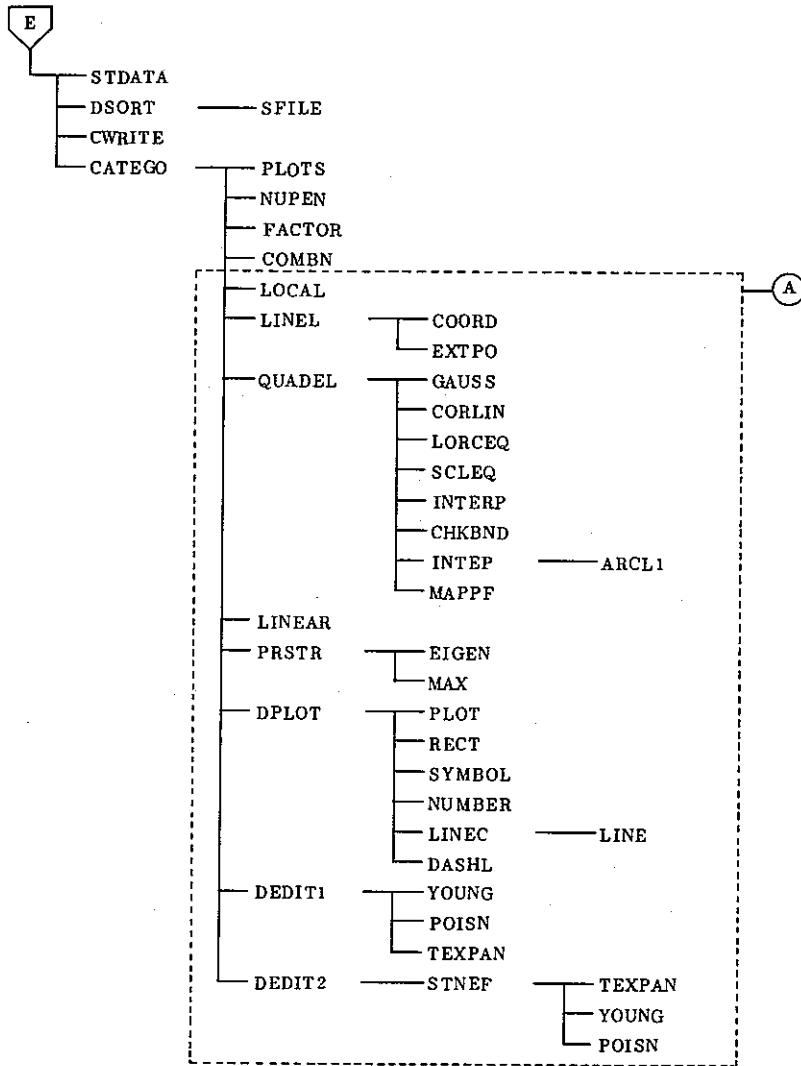 E
STDATA
DSORT SFILE
CWRITE
CATEGO PLOTS
NUPEN
FACTOR
COMBN
LOCAL A
LINEL COORD
EXTPO
QUADEL GAUSS
CORLIN
LORCEQ
SCLEQ
INTERP
CHKBND
INTEP ARCL1
MAPPF
LINEAR
PRSTR EIGEN
MAX
DPLOT PLOT
RECT
SYMBOL
NUMBER
LINEC LINE
DASHL
DEDIT1 YOUNG
POISN
TEXPAN
DEDIT2 STNEF TEXPAN
YOUNG
POISN